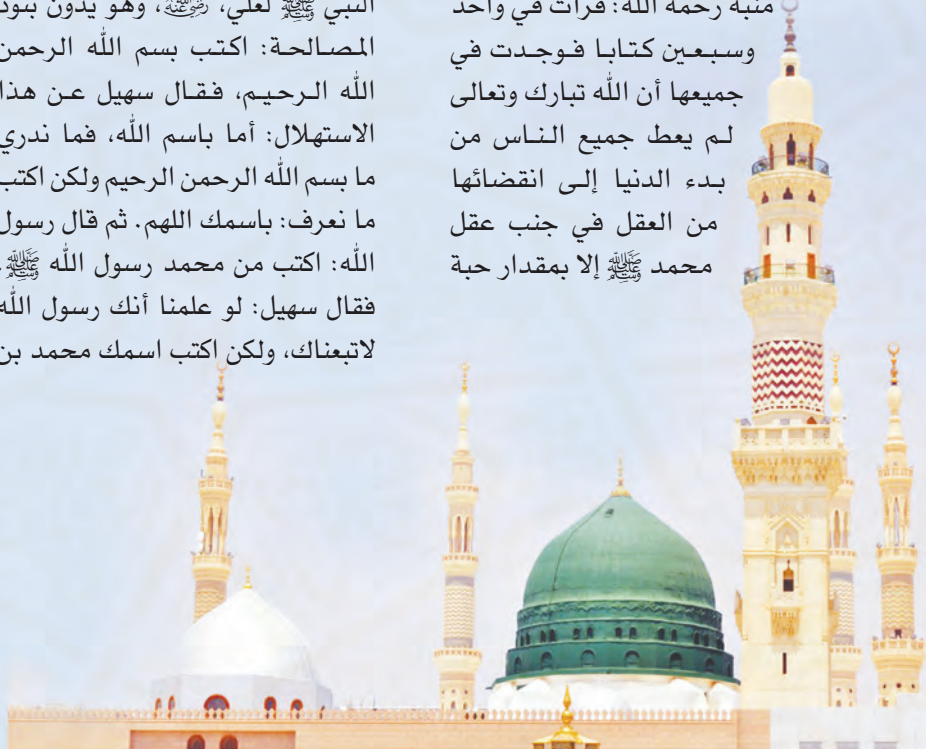 منبه رحمه الله: قرأت في واحد
وسبعين كتابا فوجدت في
جميعها أن الله تبارك وتعالى
لم يعط جميع الناس من
بدء الدنيا إلى انقضائها
من العقل في جنب عقل
محمد ﷺ إلا بمقدار حبة
النبي ﷺ لعلي، رضي الله عنه، وهو يدون بنود
المصالحة: اكتب بسم الله الرحمن
الله الرحيم، فقال سهيل عن هذا
الاستهلال: أما باسم الله، فما ندري
ما بسم الله الرحمن الرحيم ولكن اكتب
ما نعرف: باسمك اللهم. ثم قال رسول
الله: اكتب من محمد رسول الله ﷺ.
فقال سهيل: لو علمنا أنك رسول الله
لاتبعناك، ولكن اكتب اسمك محمد بن